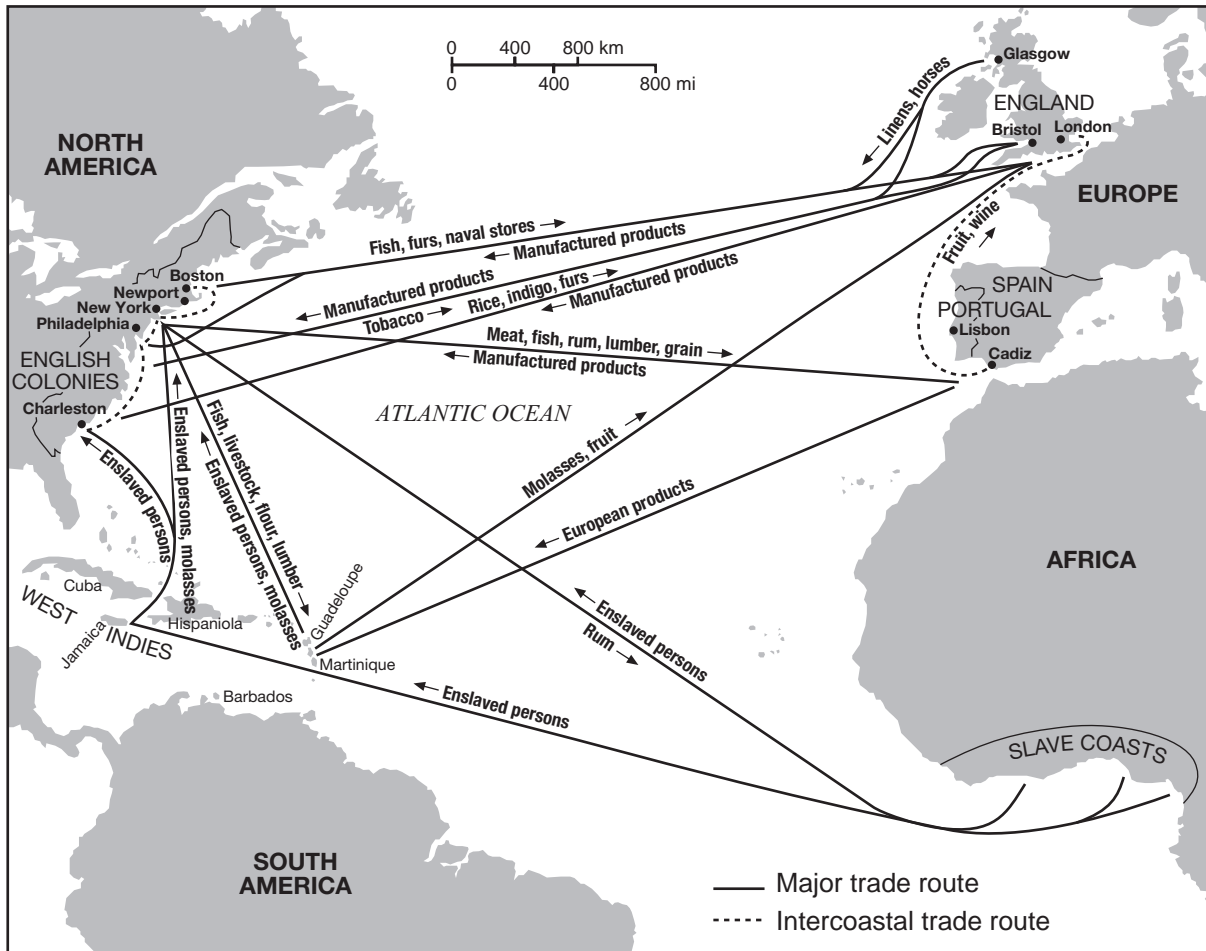 0 400 800 km
0 400 800 mi
Glasgow
ENGLAND
Bristol
London
← Linens, horses
NORTH
AMERICA
EUROPE
Fruit, wine →
Fish, furs, naval stores →
← Manufactured products
Boston
Newport
New York
Philadelphia
← Manufactured products
Rice, indigo, furs →
← Manufactured products
Tobacco →
SPAIN
PORTUGAL
Lisbon
Cadiz
Meat, fish, rum, lumber, grain →
← Manufactured products
ENGLISH
COLONIES
Charleston
ATLANTIC OCEAN
← Enslaved persons
← Enslaved persons, molasses
Fish, livestock, flour, lumber →
← Enslaved persons, molasses
Molasses, fruit →
← European products
AFRICA
Cuba
WEST
INDIES
Hispaniola
Jamaica
Guadeloupe
Martinique
Barbados
← Enslaved persons
Rum →
← Enslaved persons
SLAVE COASTS
SOUTH
AMERICA
Major trade route
Intercoastal trade route